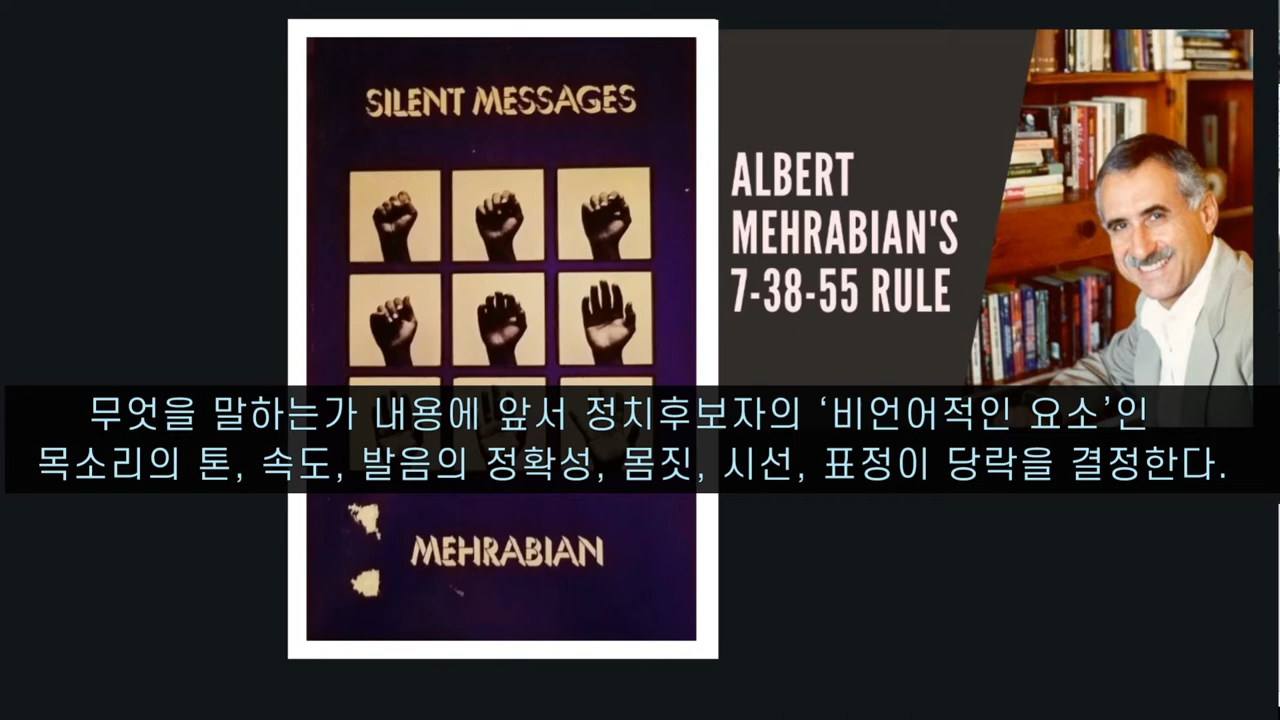 SILENT MESSAGES
ALBERT
MEHRABIAN'S
7-38-55 RULE
무엇을 말하는가 내용에 앞서 정치후보자의 ‘비언어적인 요소’인
목소리의 톤, 속도, 발음의 정확성, 몸짓, 시선, 표정이 당락을 결정한다.
MEHRABIAN